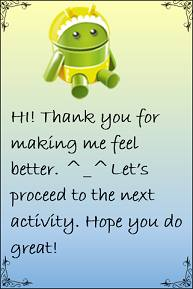 HI! Thank you for
making me feel
better. ^_^ Let's
proceed to the next
activity. Hope you do
great!